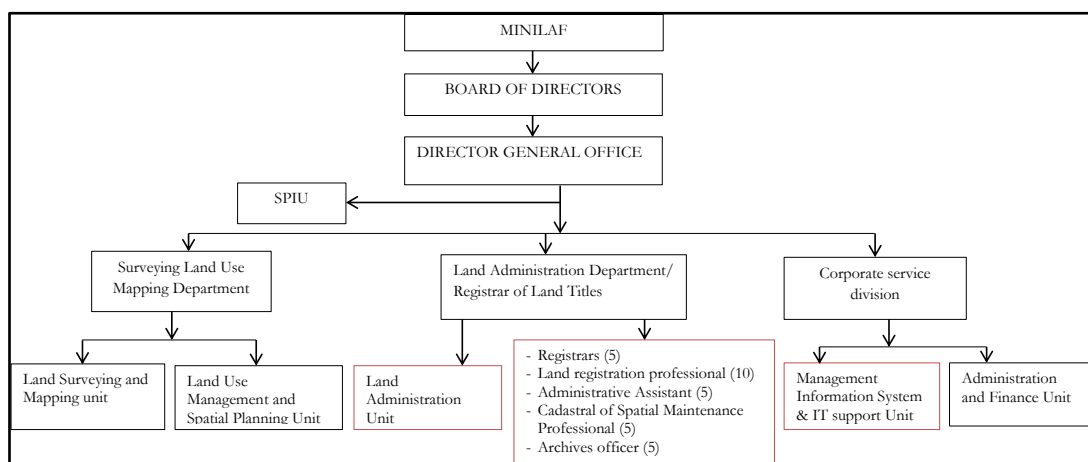 MINILAF
BOARD OF DIRECTORS
DIRECTOR GENERAL OFFICE
SPIU
Surveying Land Use
Mapping Department
Land Administration Department/
Registrar of Land Titles
Corporate service
division
Land Surveying and
Mapping unit
Land Use
Management and
Spatial Planning Unit
Land
Administration
Unit
- Registrars (5)
- Land registration professional (10)
- Administrative Assistant (5)
- Cadastral of Spatial Maintenance
Professional (5)
- Archives officer (5)
Management
Information System
& IT support Unit
Administration
and Finance Unit